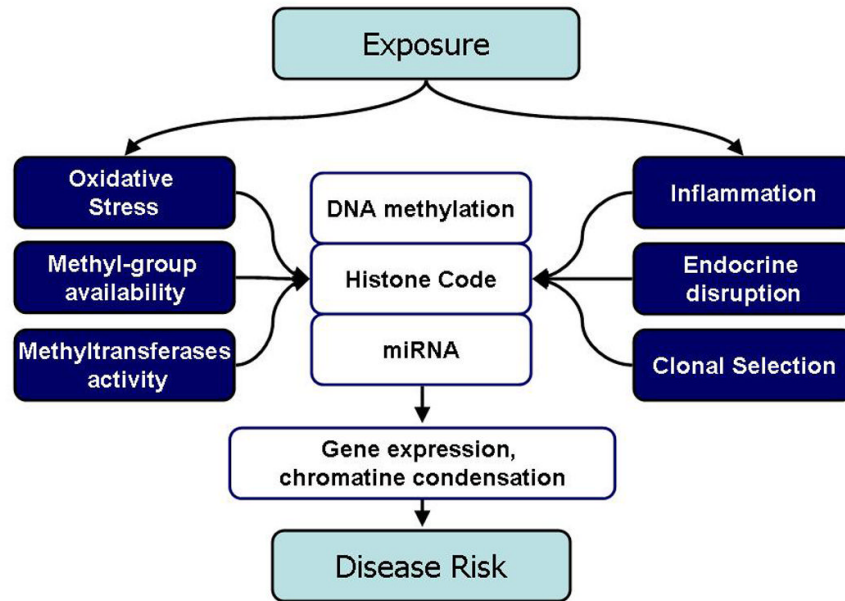 Exposure
Oxidative
Stress
Methyl-group
availability
Methyltransferases
activity
DNA methylation
Histone Code
miRNA
Inflammation
Endocrine
disruption
Clonal Selection
Gene expression,
chromatine condensation
Disease Risk